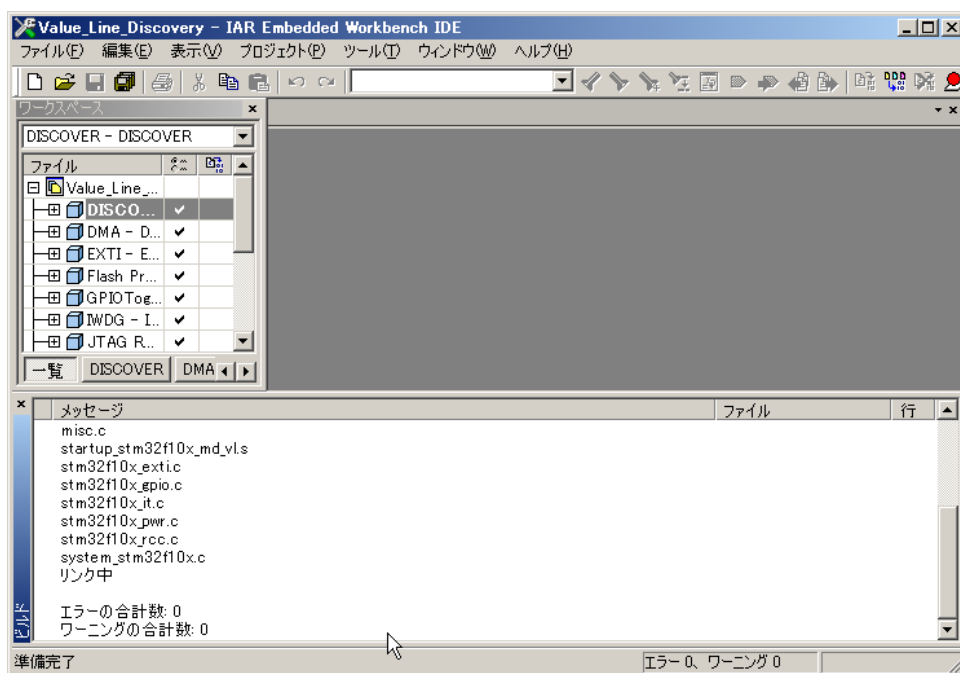 Value_Line_Discovery - IAR Embedded Workbench IDE
ファイル(F) 編集(E) 表示(V) プロジェクト(P) ツール(T) ウィンドウ(W) ヘルプ(H)
ワークスペース
DISCOVER - DISCOVER
ファイル
Value_Line_...
DISCO...
DMA - D...
EXTI - E...
Flash Pr...
GPIOTog...
IWDG - I...
JTAG R...
一覧 DISCOVER DMA
メッセージ ファイル 行
misc.c
startup_stm32f10x_md_vl.s
stm32f10x_exti.c
stm32f10x_gpio.c
stm32f10x_it.c
stm32f10x_pwr.c
stm32f10x_rcc.c
system_stm32f10x.c
リンク中
エラーの合計数: 0
ワーニングの合計数: 0
ビルド
準備完了 エラー 0、ワーニング 0